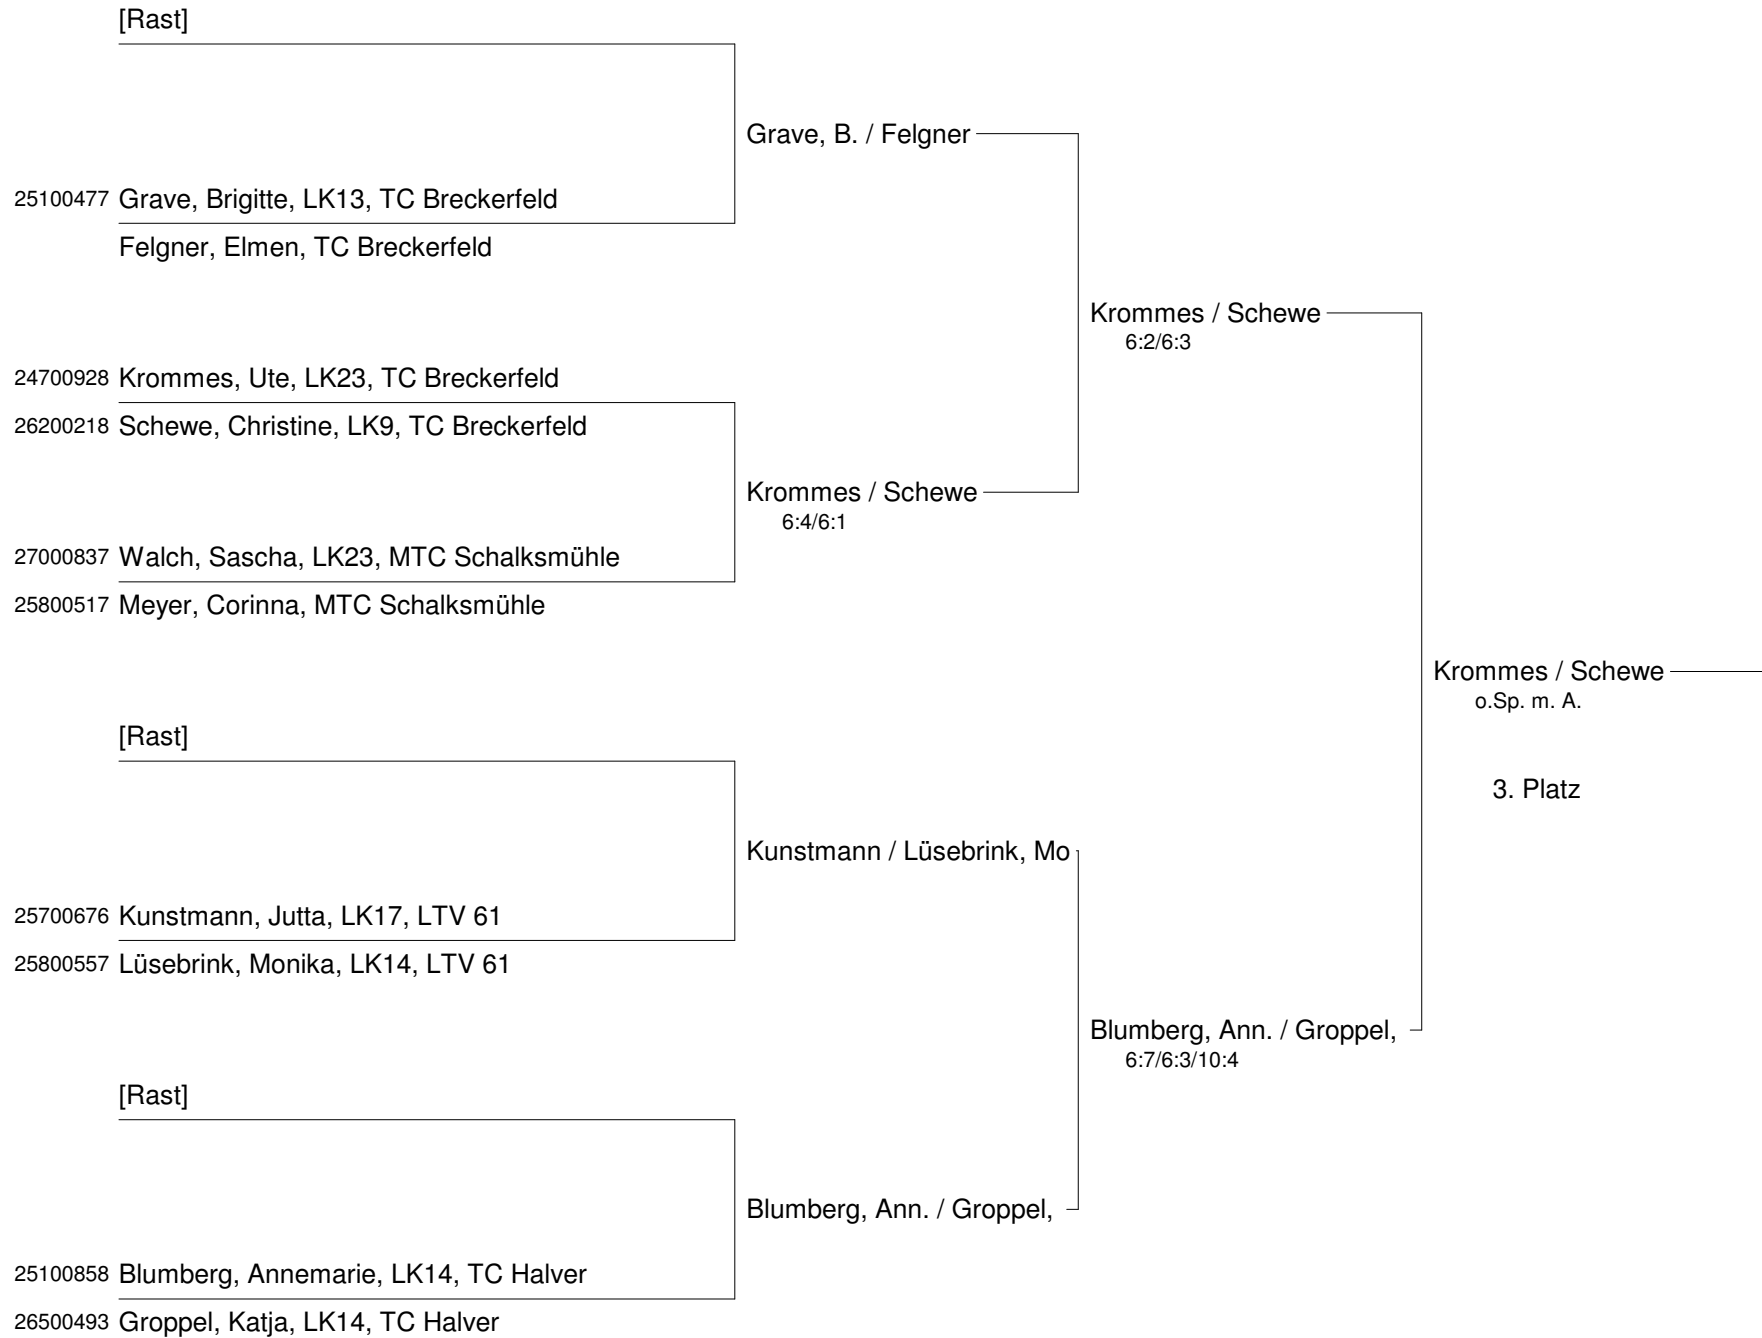 [Rast]
Grave, B. / Felgner
25100477 Grave, Brigitte, LK13, TC Breckerfeld
Felgner, Elmen, TC Breckerfeld
Krommes / Schewe
6:2/6:3
24700928 Krommes, Ute, LK23, TC Breckerfeld
26200218 Schewe, Christine, LK9, TC Breckerfeld
Krommes / Schewe
6:4/6:1
27000837 Walch, Sascha, LK23, MTC Schalksmühle
25800517 Meyer, Corinna, MTC Schalksmühle
Krommes / Schewe
o.Sp. m. A.
[Rast]
3. Platz
Kunstmann / Lüsebrink, Mo
25700676 Kunstmann, Jutta, LK17, LTV 61
25800557 Lüsebrink, Monika, LK14, LTV 61
Blumberg, Ann. / Groppel,
6:7/6:3/10:4
[Rast]
Blumberg, Ann. / Groppel,
25100858 Blumberg, Annemarie, LK14, TC Halver
26500493 Groppel, Katja, LK14, TC Halver